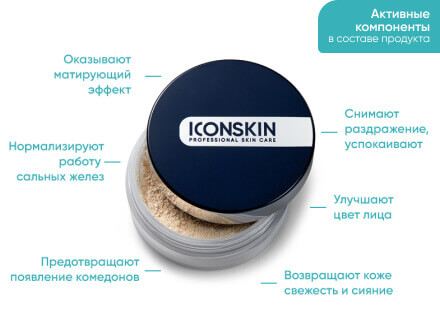 Активные
компоненты
в составе продукта
Оказывают
матирующий
эффект
ICONSKIN
PROFESSIONAL SKIN CARE
Снимают
раздражение,
успокаивают
Нормализируют
работу
сальных желез
Улучшают
цвет лица
Предотвращают
появление комедонов
Возвращают коже
свежесть и сияние